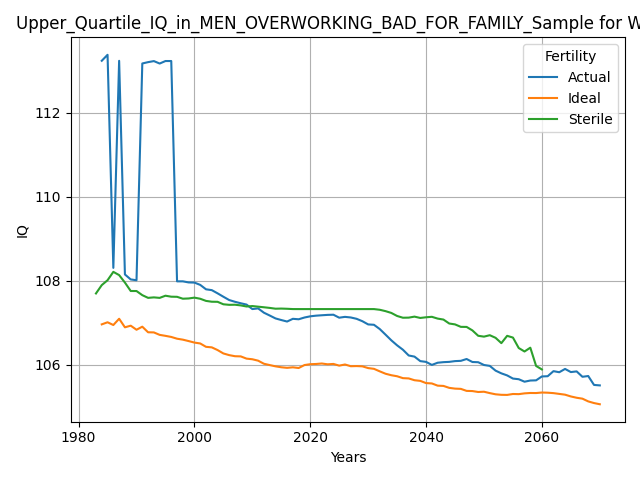 Upper_Quartile_IQ_in_MEN_OVERWORKING_BAD_FOR_FAMILY_Sample for W
Fertility
Actual
Ideal
Sterile
IQ
112
110
108
106
1980
2000
2020
2040
2060
Years